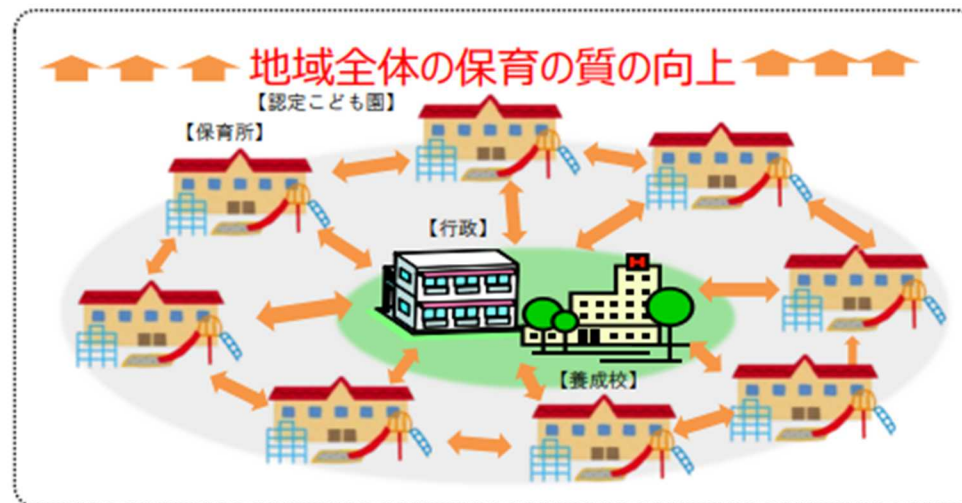 地域全体の保育の質の向上
【認定こども園】
【保育所】
【行政】
H
【養成校】